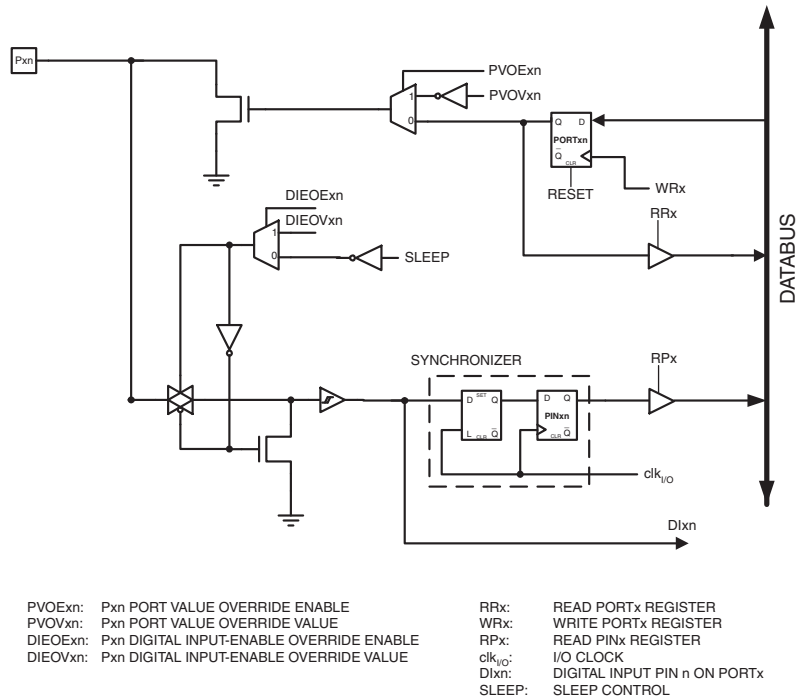 Pxn
PVOExn
PVOVxn
1
0
Q D
PORTxn
Q
CLR
RESET
WRx
RRx
DATABUS
DIEOExn
DIEOVxn
1
0
SLEEP
SYNCHRONIZER
RPx
D SET Q
L CLR Q
D Q
PINxn
CLR Q
clkI/O
DIxn
PVOExn: Pxn PORT VALUE OVERRIDE ENABLE
PVOVxn: Pxn PORT VALUE OVERRIDE VALUE
DIEOExn: Pxn DIGITAL INPUT-ENABLE OVERRIDE ENABLE
DIEOVxn: Pxn DIGITAL INPUT-ENABLE OVERRIDE VALUE
RRx: READ PORTx REGISTER
WRx: WRITE PORTx REGISTER
RPx: READ PINx REGISTER
clkI/O: I/O CLOCK
DIxn: DIGITAL INPUT PIN n ON PORTx
SLEEP: SLEEP CONTROL